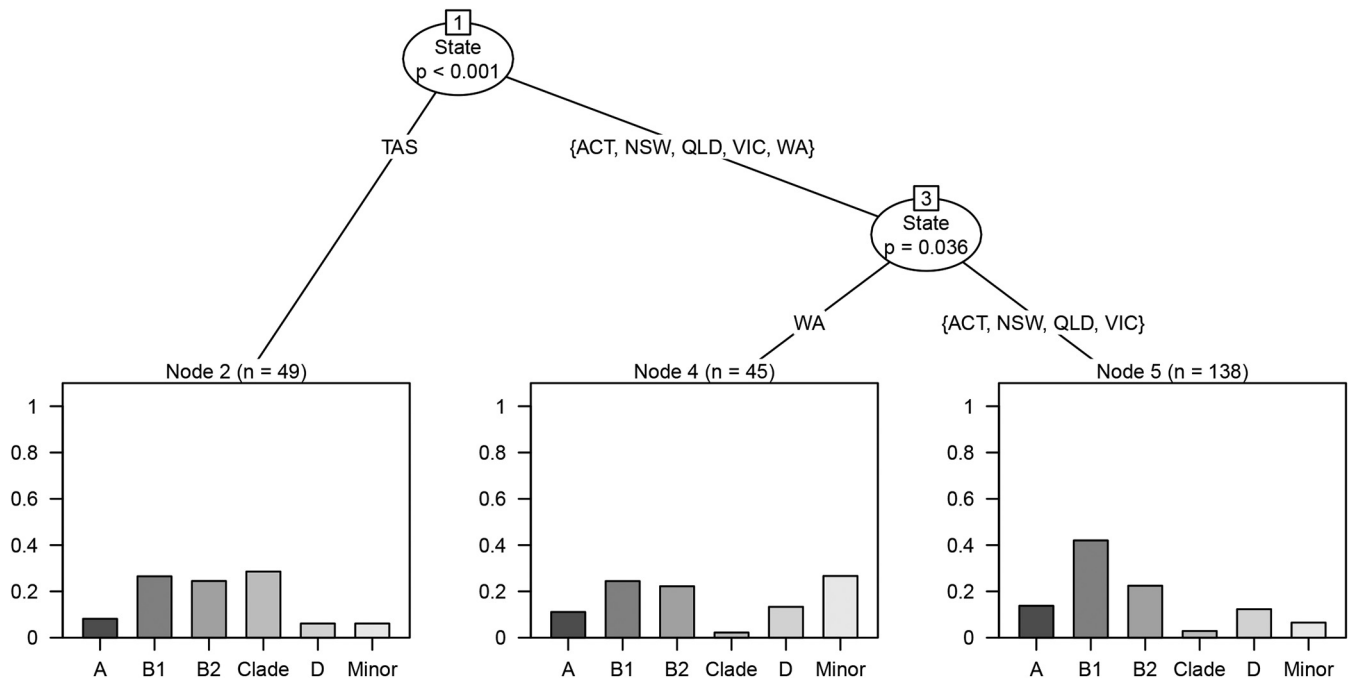 1
State
p < 0.001
TAS
{ACT, NSW, QLD, VIC, WA}
3
State
p = 0.036
WA
{ACT, NSW, QLD, VIC}
Node 2 (n = 49)
1
0.8
0.6
0.4
0.2
0
A B1 B2 Clade D Minor
Node 4 (n = 45)
1
0.8
0.6
0.4
0.2
0
A B1 B2 Clade D Minor
Node 5 (n = 138)
1
0.8
0.6
0.4
0.2
0
A B1 B2 Clade D Minor